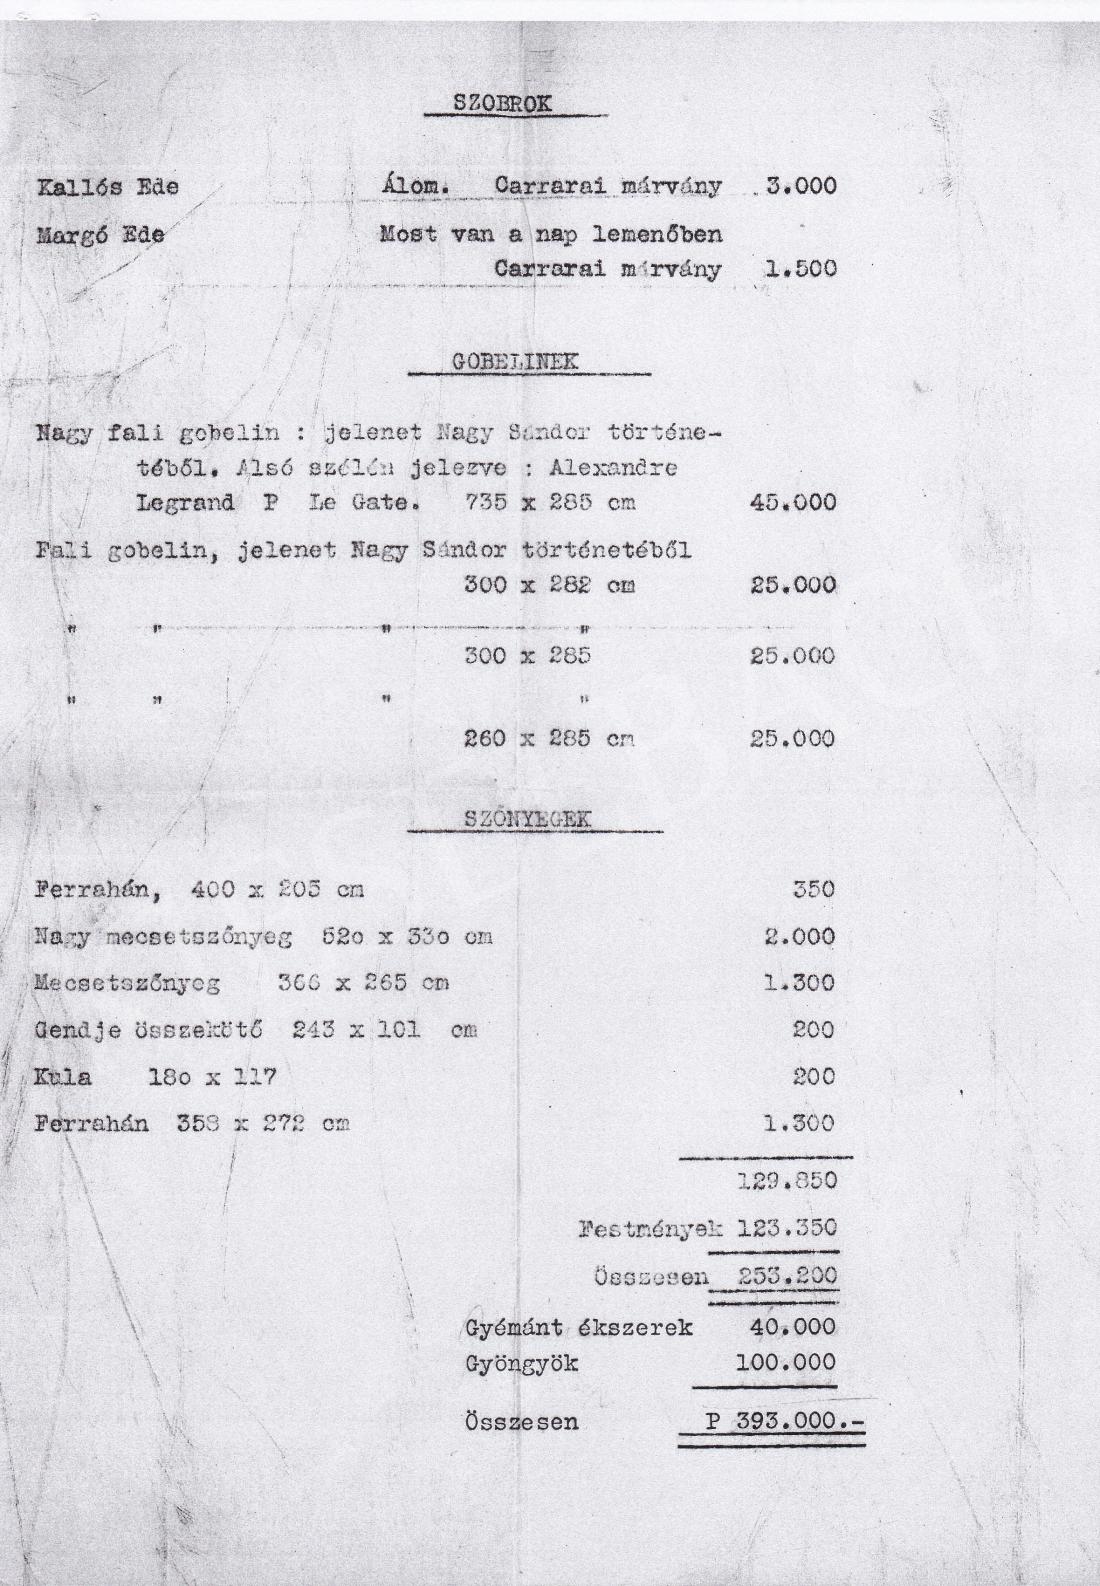 SZOBROK
Kallós Ede Álom. Carrarai márvány 3.000
Margó Ede Most van a nap lemenőben
Carrarai márvány 1.500
GOBELINEK
Nagy fali gobelin : jelenet Nagy Sándor történe-
téből. Alsó szélén jelezve : Alexandre
Legrand P Le Gate. 735 x 285 cm 45.000
Fali gobelin, jelenet Nagy Sándor történetéből
300 x 282 cm 25.000
" " " "
300 x 285 25.000
" " " "
260 x 285 cm 25.000
SZŐNYEGEK
Ferrahán, 400 x 205 cm 350
Nagy mecsetszőnyeg 520 x 330 cm 2.000
Mecsetszőnyeg 366 x 265 cm 1.300
Gendje összekötő 243 x 101 cm 200
Kula 180 x 117 200
Ferrahán 358 x 272 cm 1.300
129.850
Festmények 123.350
Összesen 253.200
Gyémánt ékszerek 40.000
Gyöngyök 100.000
Összesen P 393.000.-